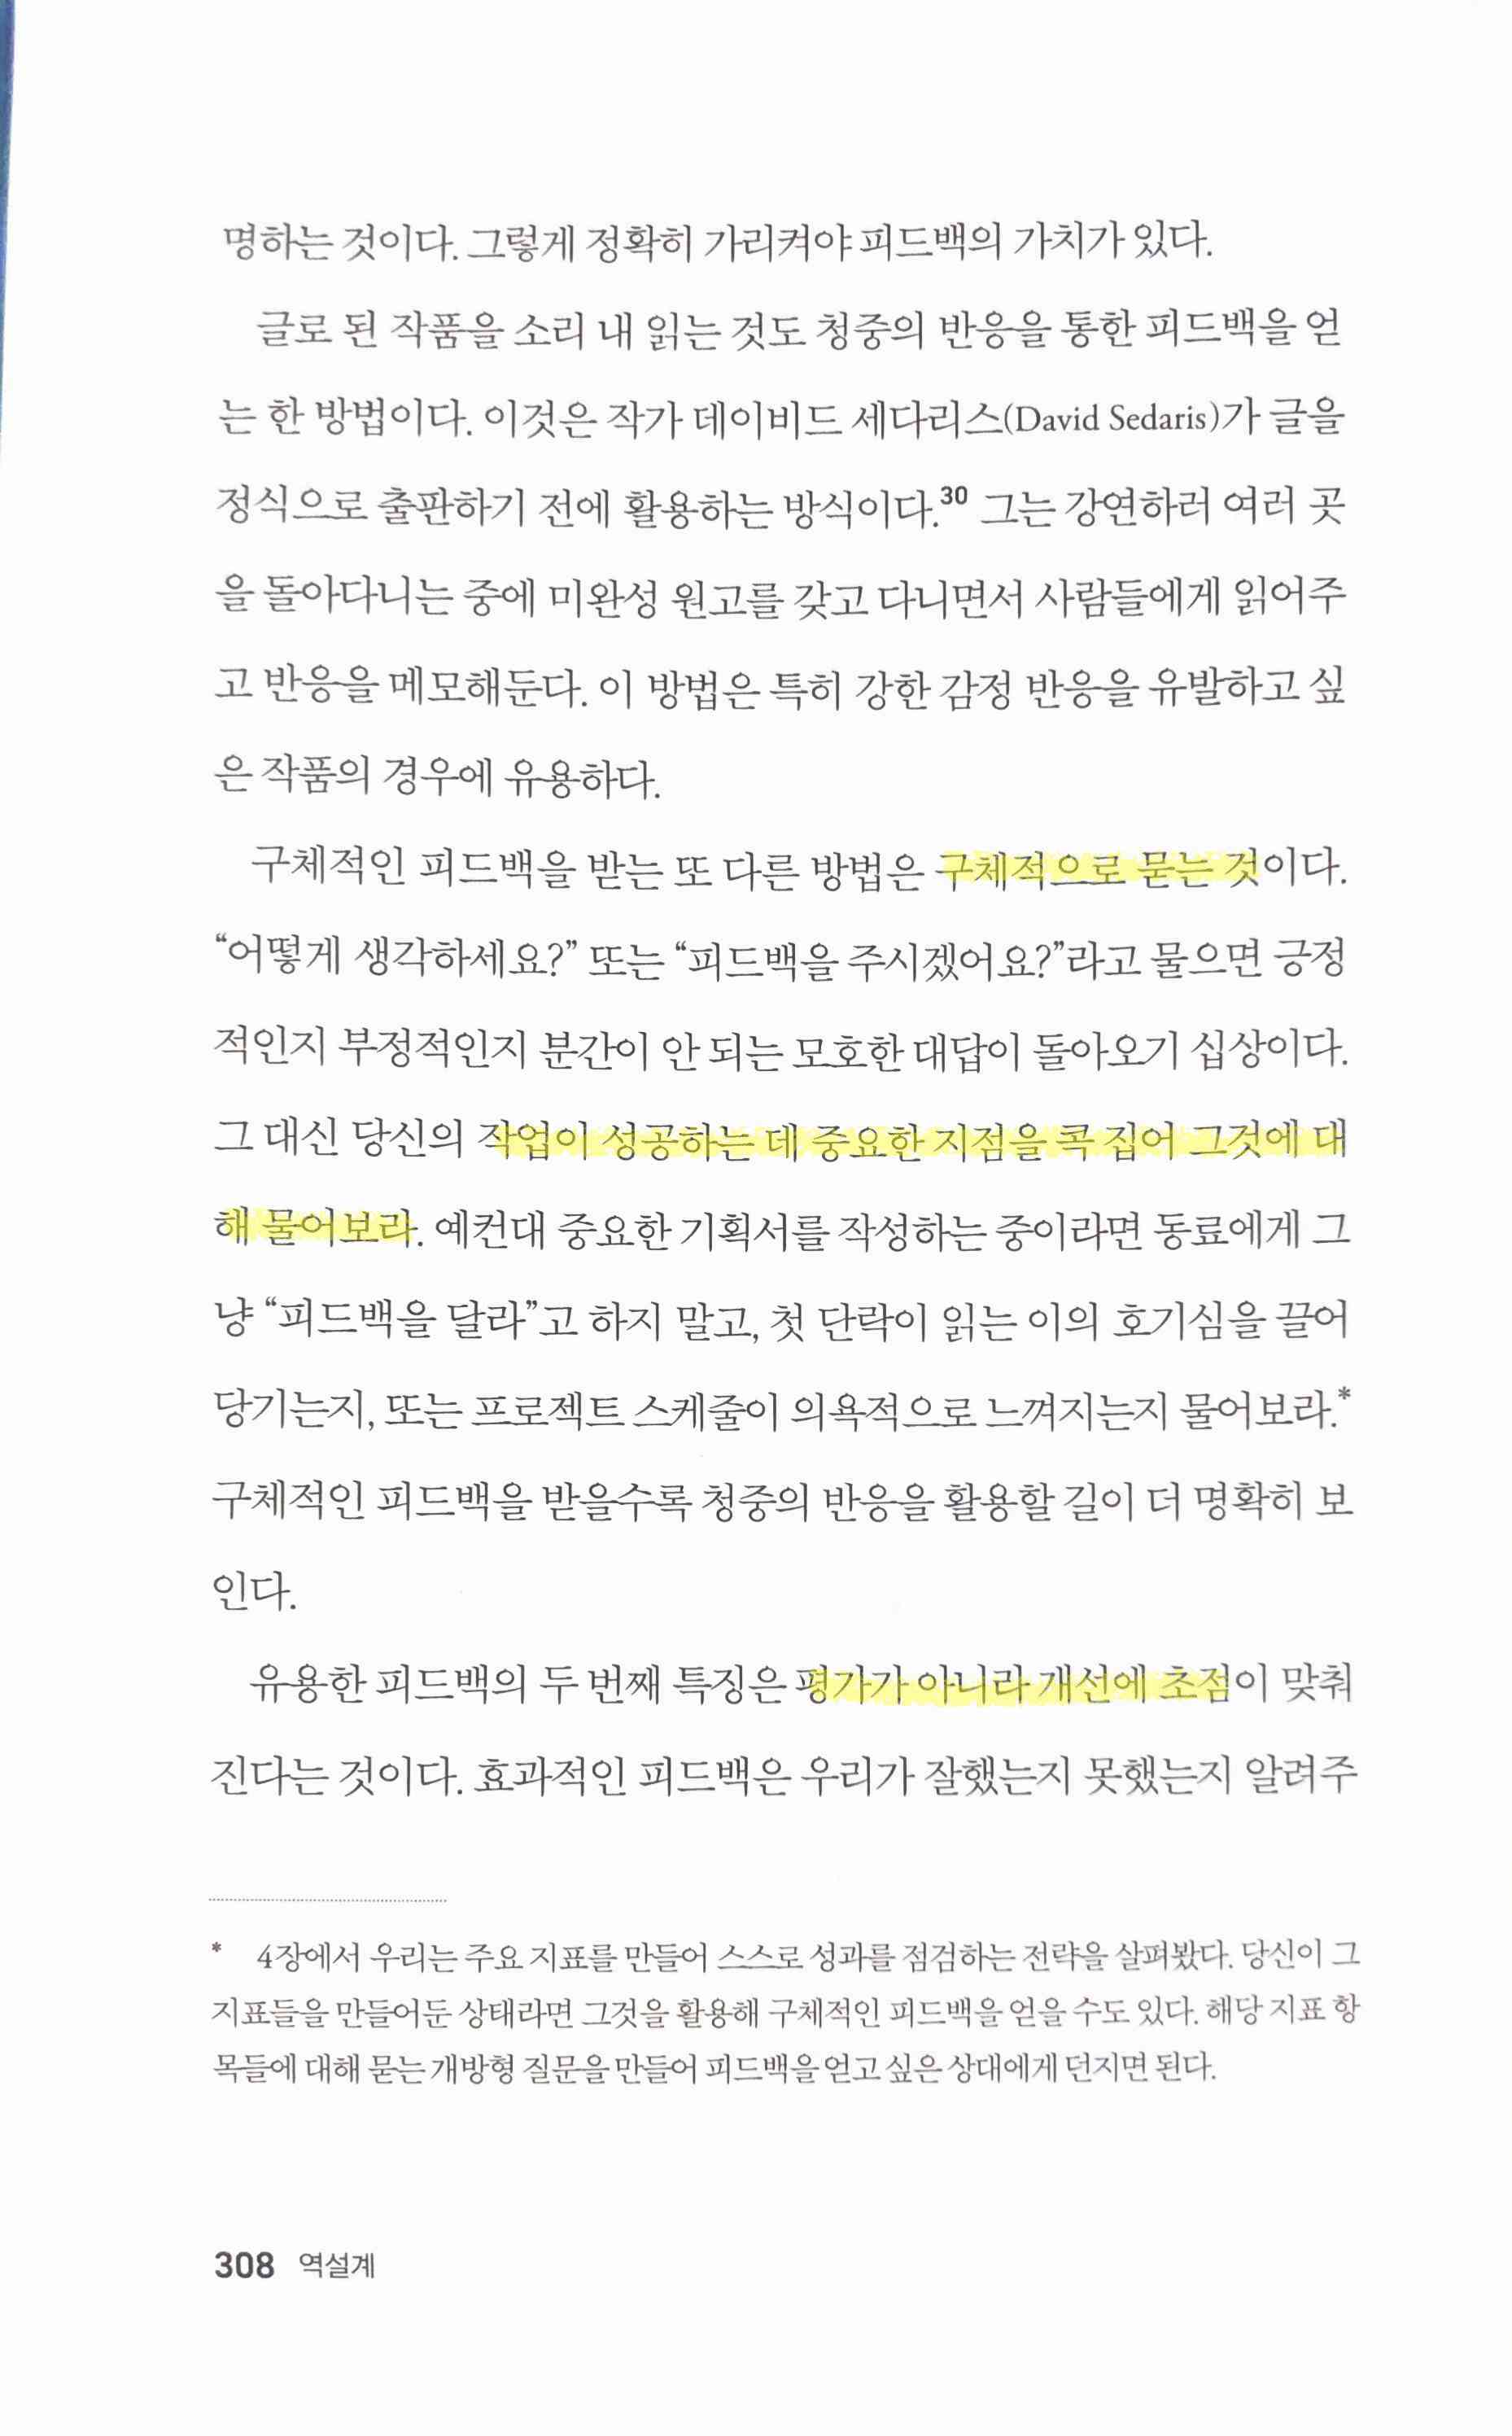 명하는 것이다. 그렇게 정확히 가리켜야 피드백의 가치가 있다.
글로 된 작품을 소리 내 읽는 것도 청중의 반응을 통한 피드백을 얻
는 한 방법이다. 이것은 작가 데이비드 세다리스(David Sedaris)가 글을
정식으로 출판하기 전에 활용하는 방식이다.30 그는 강연하러 여러 곳
을 돌아다니는 중에 미완성 원고를 갖고 다니면서 사람들에게 읽어주
고 반응을 메모해둔다. 이 방법은 특히 강한 감정 반응을 유발하고 싶
은 작품의 경우에 유용하다.
구체적인 피드백을 받는 또 다른 방법은 구체적으로 묻는 것이다.
“어떻게 생각하세요?” 또는 “피드백을 주시겠어요?”라고 물으면 긍정
적인지 부정적인지 분간이 안 되는 모호한 대답이 돌아오기 십상이다.
그 대신 당신의 작업이 성공하는 데 중요한 지점을 콕 집어 그것에 대
해 물어보라. 예컨대 중요한 기획서를 작성하는 중이라면 동료에게 그
냥 “피드백을 달라”고 하지 말고, 첫 단락이 읽는 이의 호기심을 끌어
당기는지, 또는 프로젝트 스케줄이 의욕적으로 느껴지는지 물어보라.*
구체적인 피드백을 받을수록 청중의 반응을 활용할 길이 더 명확히 보
인다.
유용한 피드백의 두 번째 특징은 평가가 아니라 개선에 초점이 맞춰
진다는 것이다. 효과적인 피드백은 우리가 잘했는지 못했는지 알려주
* 4장에서 우리는 주요 지표를 만들어 스스로 성과를 점검하는 전략을 살펴봤다. 당신이 그
지표들을 만들어둔 상태라면 그것을 활용해 구체적인 피드백을 얻을 수도 있다. 해당 지표 항
목들에 대해 묻는 개방형 질문을 만들어 피드백을 얻고 싶은 상대에게 던지면 된다.
308 역설계